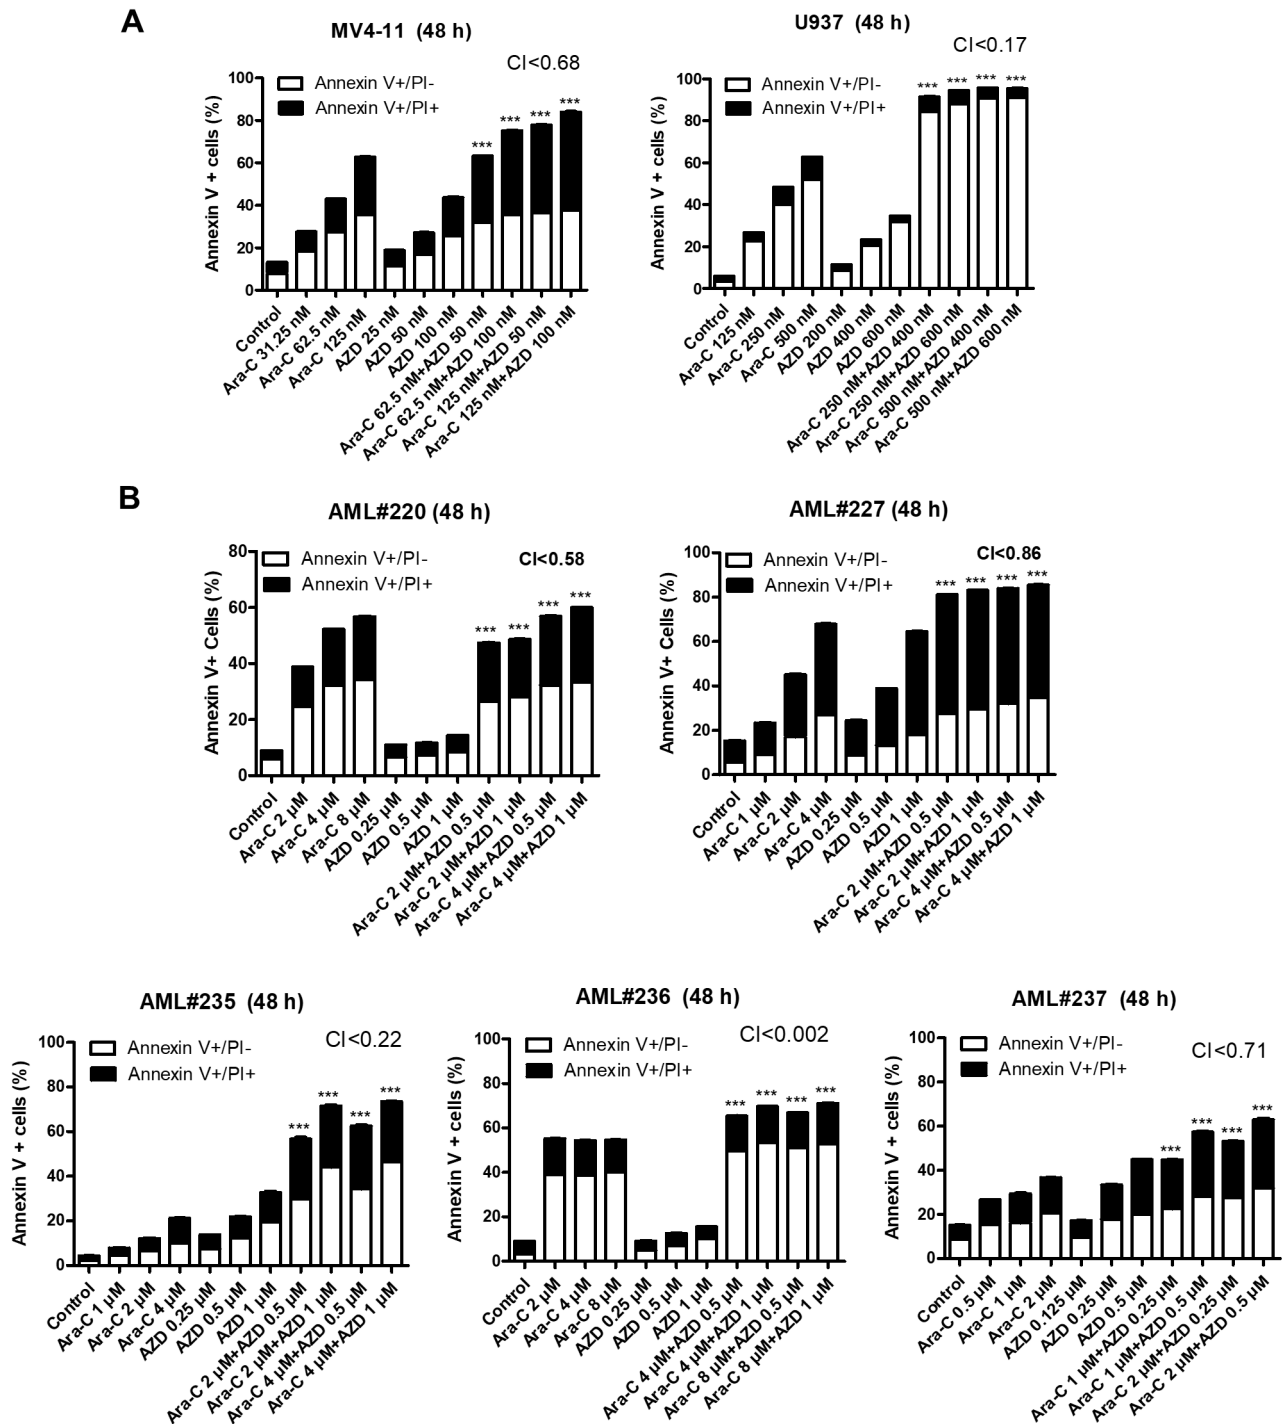 A
MV4-11 (48 h)
CI<0.68
Annexin V+/PI-
Annexin V+/PI+
Annexin V + cells (%)
100
80
60
40
20
0
***
***
***
***
Control
Ara-C 31.25 nM
Ara-C 62.5 nM
Ara-C 125 nM
AZD 25 nM
AZD 50 nM
AZD 100 nM
Ara-C 62.5 nM+AZD 50 nM
Ara-C 62.5 nM+AZD 100 nM
Ara-C 125 nM+AZD 50 nM
Ara-C 125 nM+AZD 100 nM
U937 (48 h)
CI<0.17
Annexin V+/PI-
Annexin V+/PI+
Annexin V + cells (%)
100
80
60
40
20
0
***
***
***
***
Control
Ara-C 125 nM
Ara-C 250 nM
Ara-C 500 nM
AZD 200 nM
AZD 400 nM
AZD 600 nM
Ara-C 250 nM+AZD 400 nM
Ara-C 250 nM+AZD 600 nM
Ara-C 500 nM+AZD 400 nM
Ara-C 500 nM+AZD 600 nM
B
AML#220 (48 h)
CI<0.58
Annexin V+/PI-
Annexin V+/PI+
Annexin V+ Cells (%)
80
60
40
20
0
***
***
***
***
Control
Ara-C 2 µM
Ara-C 4 µM
Ara-C 8 µM
AZD 0.25 µM
AZD 0.5 µM
AZD 1 µM
Ara-C 2 µM+AZD 0.5 µM
Ara-C 2 µM+AZD 1 µM
Ara-C 4 µM+AZD 0.5 µM
Ara-C 4 µM+AZD 1 µM
AML#227 (48 h)
CI<0.86
Annexin V+/PI-
Annexin V+/PI+
Annexin V+ Cells (%)
100
80
60
40
20
0
***
***
***
***
Control
Ara-C 1 µM
Ara-C 2 µM
Ara-C 4 µM
AZD 0.25 µM
AZD 0.5 µM
AZD 1 µM
Ara-C 2 µM+AZD 0.5 µM
Ara-C 2 µM+AZD 1 µM
Ara-C 4 µM+AZD 0.5 µM
Ara-C 4 µM+AZD 1 µM
AML#235 (48 h)
CI<0.22
Annexin V+/PI-
Annexin V+/PI+
Annexin V + cells (%)
100
80
60
40
20
0
***
***
***
***
Control
Ara-C 1 µM
Ara-C 2 µM
Ara-C 4 µM
AZD 0.25 µM
AZD 0.5 µM
AZD 1 µM
Ara-C 2 µM+AZD 0.5 µM
Ara-C 2 µM+AZD 1 µM
Ara-C 4 µM+AZD 0.5 µM
Ara-C 4 µM+AZD 1 µM
AML#236 (48 h)
CI<0.002
Annexin V+/PI-
Annexin V+/PI+
Annexin V + cells (%)
100
80
60
40
20
0
***
***
***
***
Control
Ara-C 2 µM
Ara-C 4 µM
Ara-C 8 µM
AZD 0.25 µM
AZD 0.5 µM
AZD 1 µM
Ara-C 4 µM+AZD 0.5 µM
Ara-C 4 µM+AZD 1 µM
Ara-C 8 µM+AZD 0.5 µM
Ara-C 8 µM+AZD 1 µM
AML#237 (48 h)
CI<0.71
Annexin V+/PI-
Annexin V+/PI+
Annexin V + cells (%)
100
80
60
40
20
0
***
***
***
***
Control
Ara-C 0.5 µM
Ara-C 1 µM
Ara-C 2 µM
AZD 0.125 µM
AZD 0.25 µM
AZD 0.5 µM
Ara-C 1 µM+AZD 0.25 µM
Ara-C 1 µM+AZD 0.5 µM
Ara-C 2 µM+AZD 0.25 µM
Ara-C 2 µM+AZD 0.5 µM